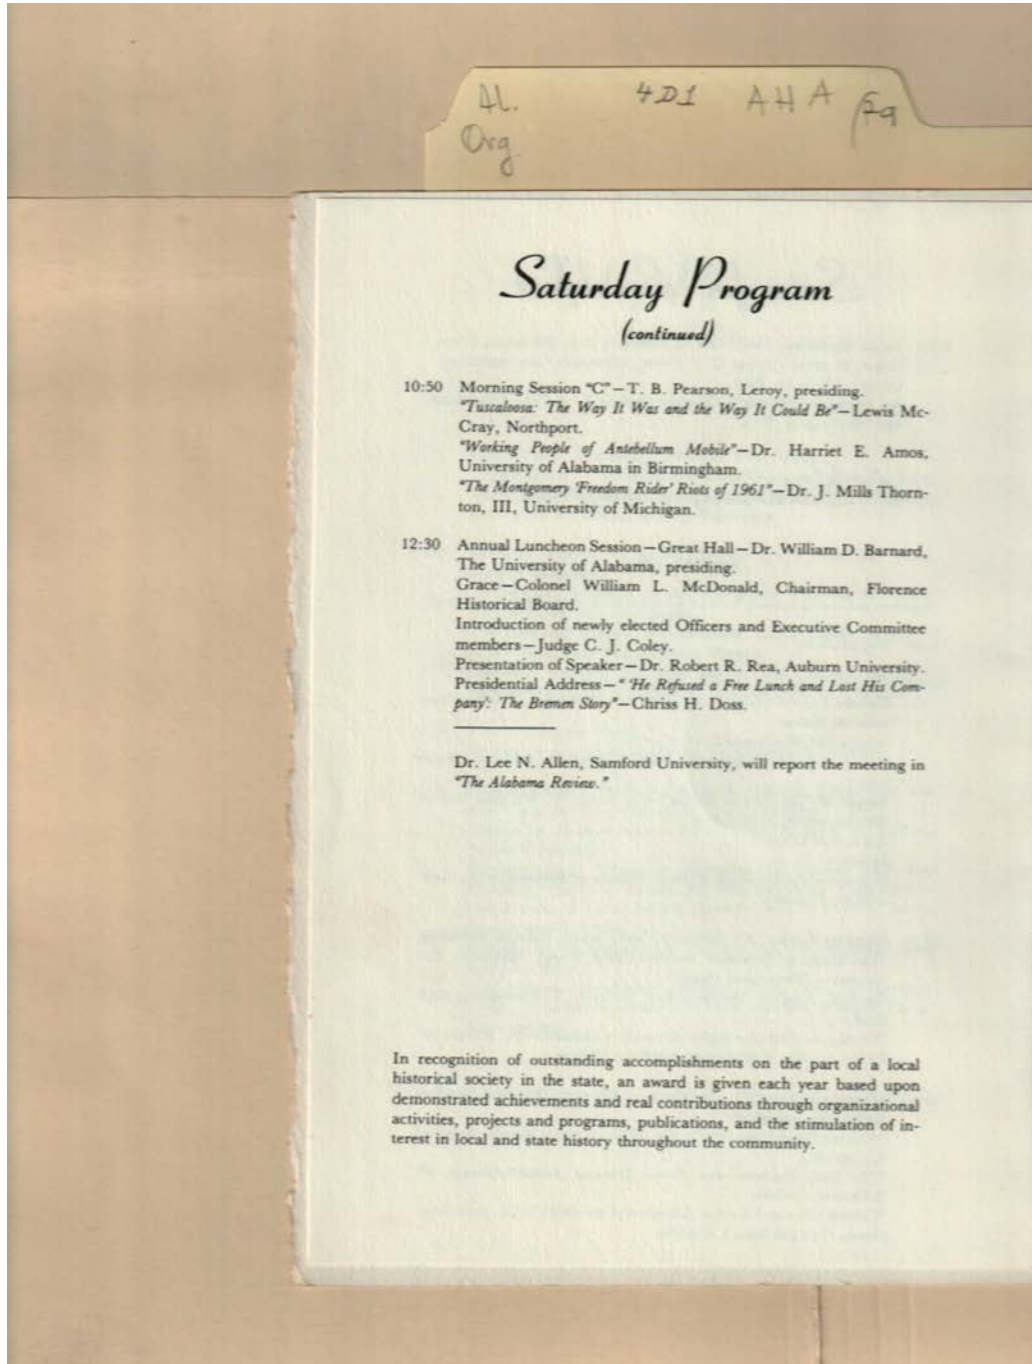 AL. 4D1 AHA
Org
Saturday Program
(continued)
10:50 Morning Session "C"—T. B. Pearson, Leroy, presiding.
"Tuscaloosa: The Way It Was and the Way It Could Be"—Lewis Mc-
Cray, Northport.
"Working People of Antebellum Mobile"—Dr. Harriet E. Amos,
University of Alabama in Birmingham.
"The Montgomery 'Freedom Rider' Riots of 1961"—Dr. J. Mills Thorn-
ton, III, University of Michigan.
12:30 Annual Luncheon Session—Great Hall—Dr. William D. Barnard,
The University of Alabama, presiding.
Grace—Colonel William L. McDonald, Chairman, Florence
Historical Board.
Introduction of newly elected Officers and Executive Committee
members—Judge C. J. Coley.
Presentation of Speaker—Dr. Robert R. Rea, Auburn University.
Presidential Address—" 'He Refused a Free Lunch and Lost His Com-
pany': The Bremen Story"—Chriss H. Doss.
Dr. Lee N. Allen, Samford University, will report the meeting in
"The Alabama Review."
In recognition of outstanding accomplishments on the part of a local
historical society in the state, an award is given each year based upon
demonstrated achievements and real contributions through organizational
activities, projects and programs, publications, and the stimulation of in-
terest in local and state history throughout the community.